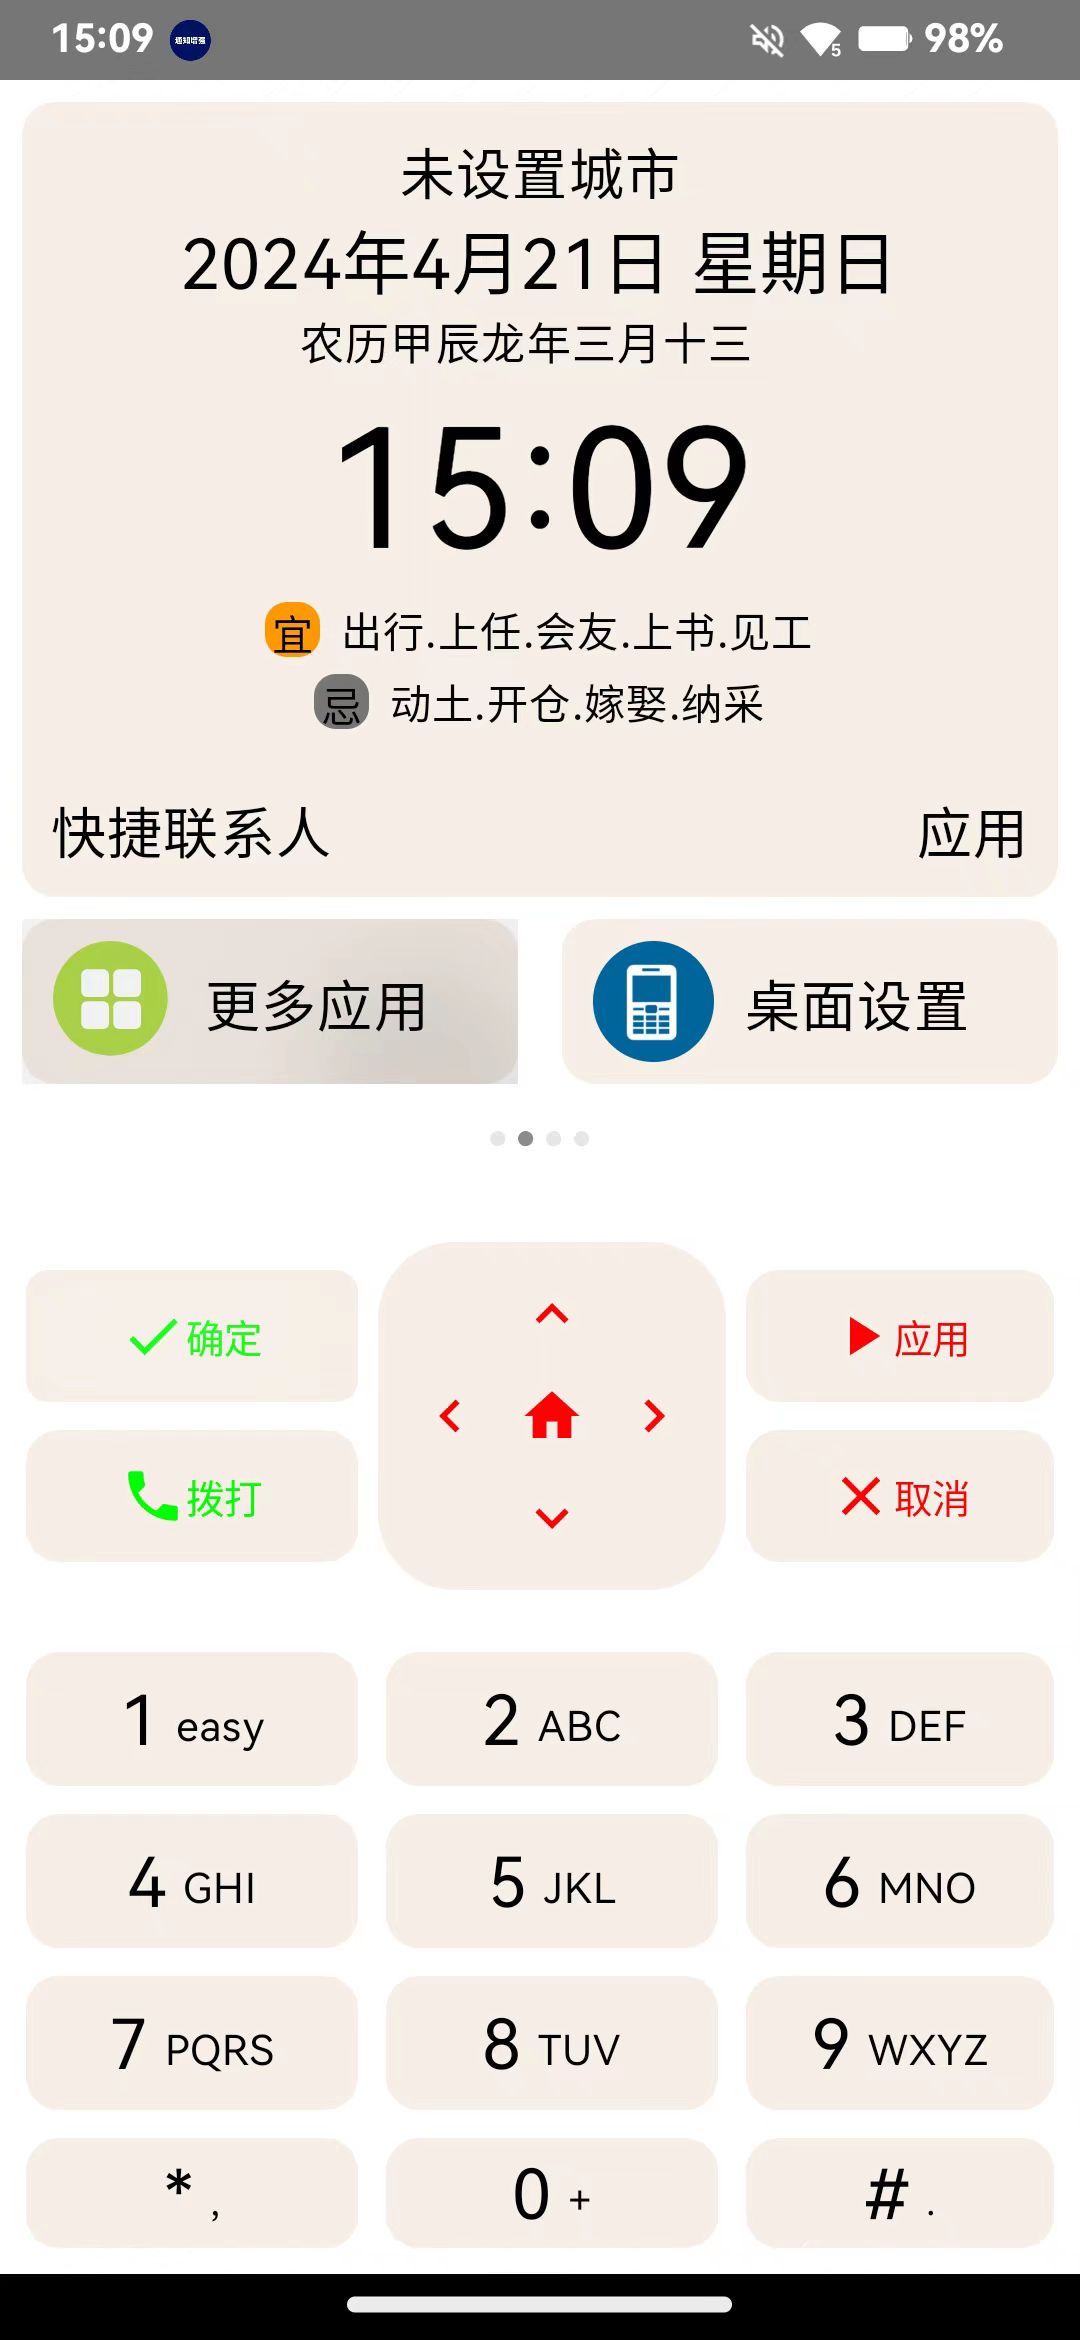 15:09 通知增强 5 98%
未设置城市
2024年4月21日 星期日
农历甲辰龙年三月十三
15:09
宜 出行.上任.会友.上书.见工
忌 动土.开仓.嫁娶.纳采
快捷联系人 应用
更多应用 桌面设置
确定 应用
拨打 取消
1 easy 2 ABC 3 DEF
4 GHI 5 JKL 6 MNO
7 PQRS 8 TUV 9 WXYZ
* , 0 + # .